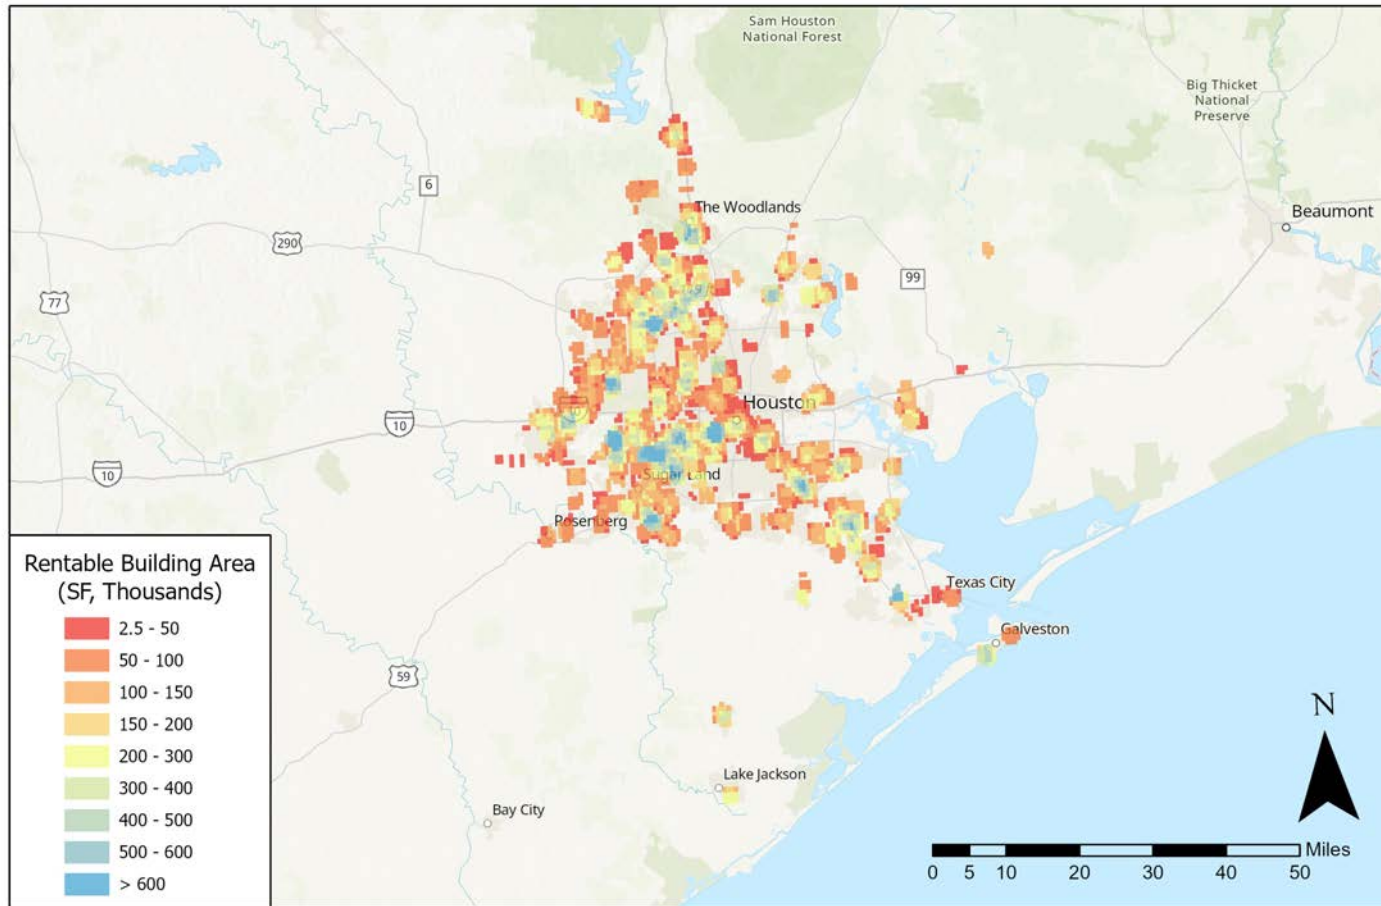 Sam Houston
National Forest
Big Thicket
National
Preserve
6
The Woodlands
Beaumont
290
99
77
Houston
10
10
Sugar Land
Rosenberg
Rentable Building Area
(SF, Thousands)
2.5 - 50
50 - 100
100 - 150
150 - 200
200 - 300
300 - 400
400 - 500
500 - 600
> 600
Texas City
Galveston
59
N
Lake Jackson
Bay City
Miles
0 5 10 20 30 40 50